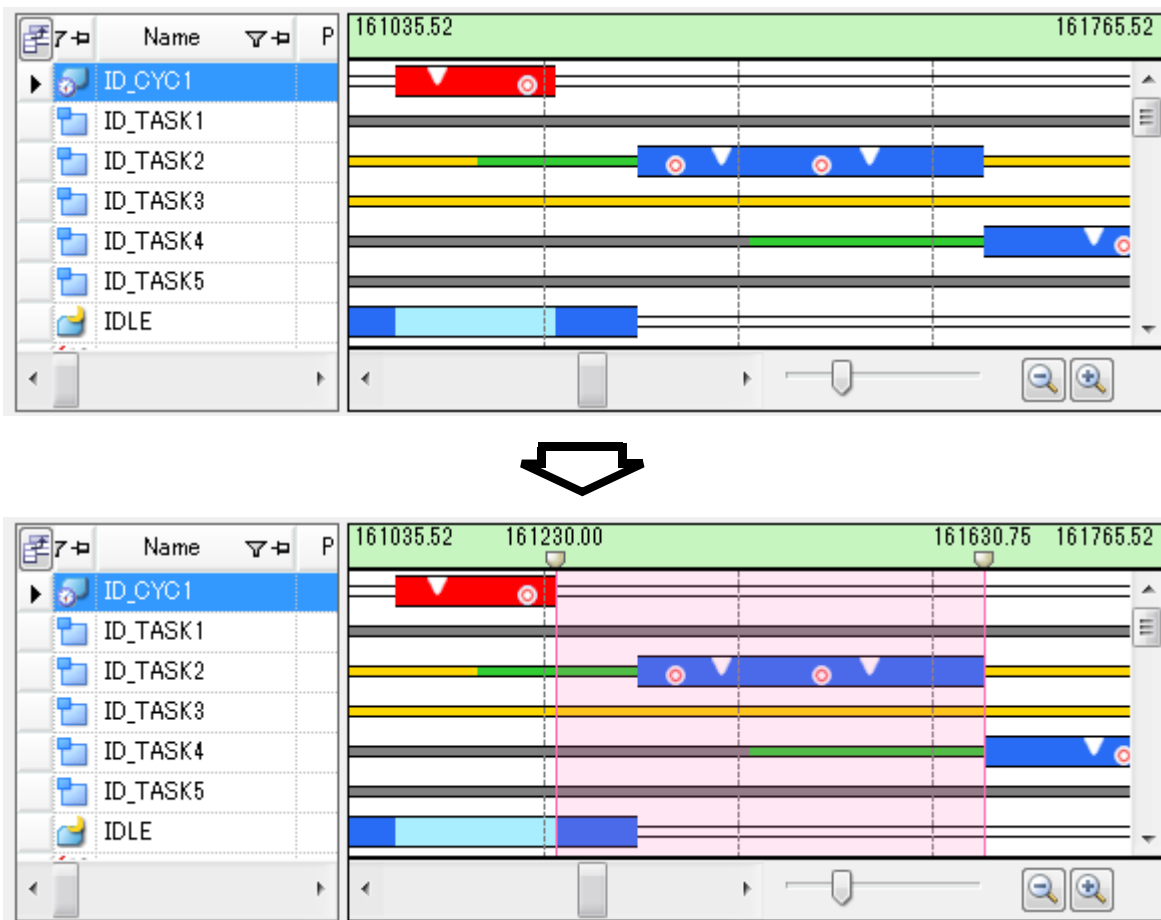 Name P 161035.52 161765.52
ID_CYC1
ID_TASK1
ID_TASK2
ID_TASK3
ID_TASK4
ID_TASK5
IDLE
Name P 161035.52 161230.00 161630.75 161765.52
ID_CYC1
ID_TASK1
ID_TASK2
ID_TASK3
ID_TASK4
ID_TASK5
IDLE